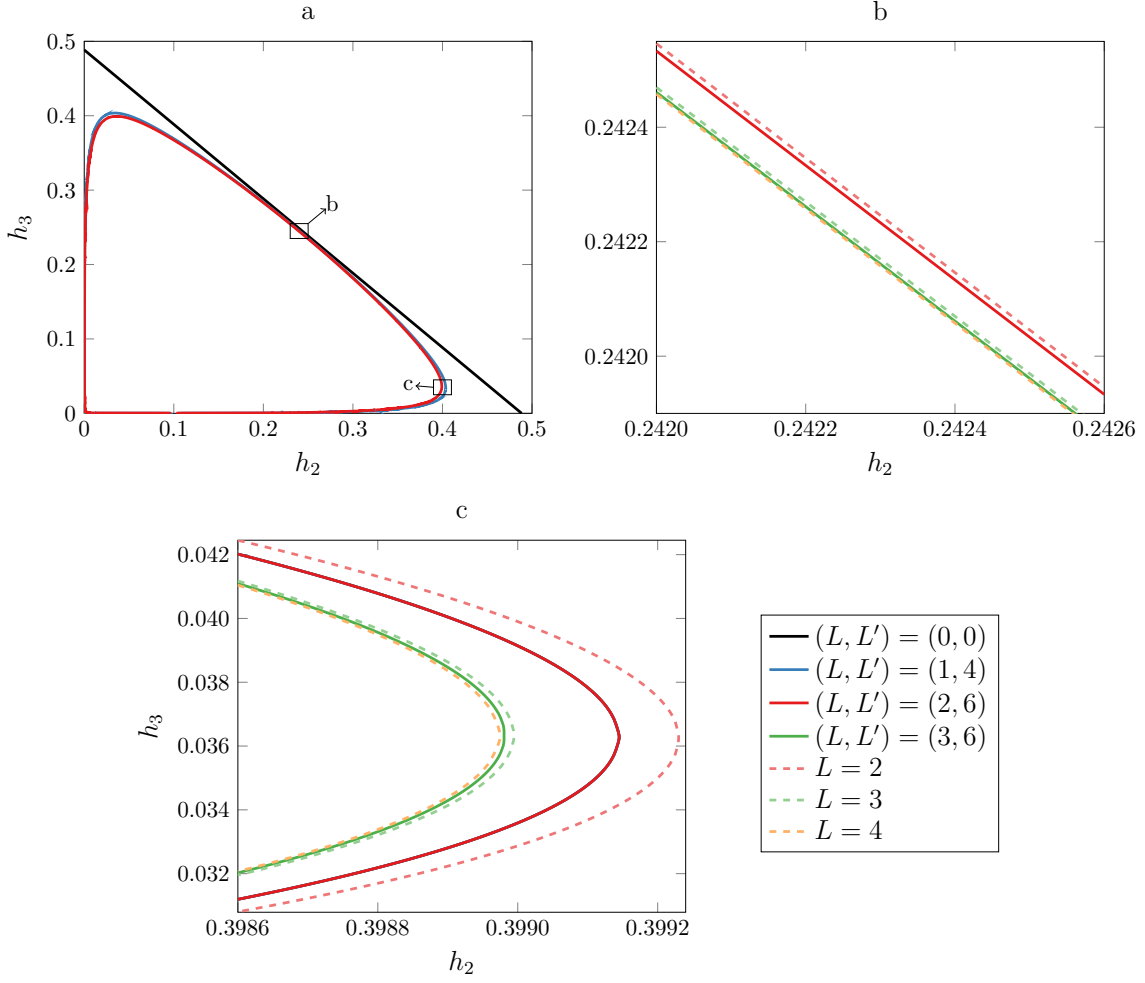 a
0.5
0.4
0.3
0.2
0.1
0
h3
b
c
0 0.1 0.2 0.3 0.4 0.5
h2
b
0.2424
0.2422
0.2420
0.2420 0.2422 0.2424 0.2426
h2
c
0.042
0.040
0.038
0.036
0.034
0.032
h3
0.3986 0.3988 0.3990 0.3992
h2
(L, L′) = (0, 0)
(L, L′) = (1, 4)
(L, L′) = (2, 6)
(L, L′) = (3, 6)
L = 2
L = 3
L = 4